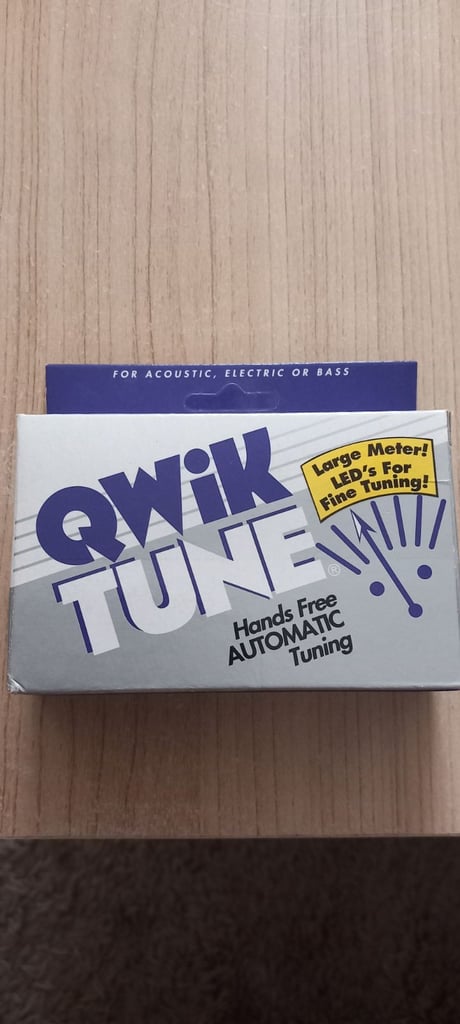 FOR ACOUSTIC, ELECTRIC OR BASS
QWiK
TUNE®
Large Meter!
LED's For
Fine Tuning!
Hands Free
AUTOMATIC
Tuning